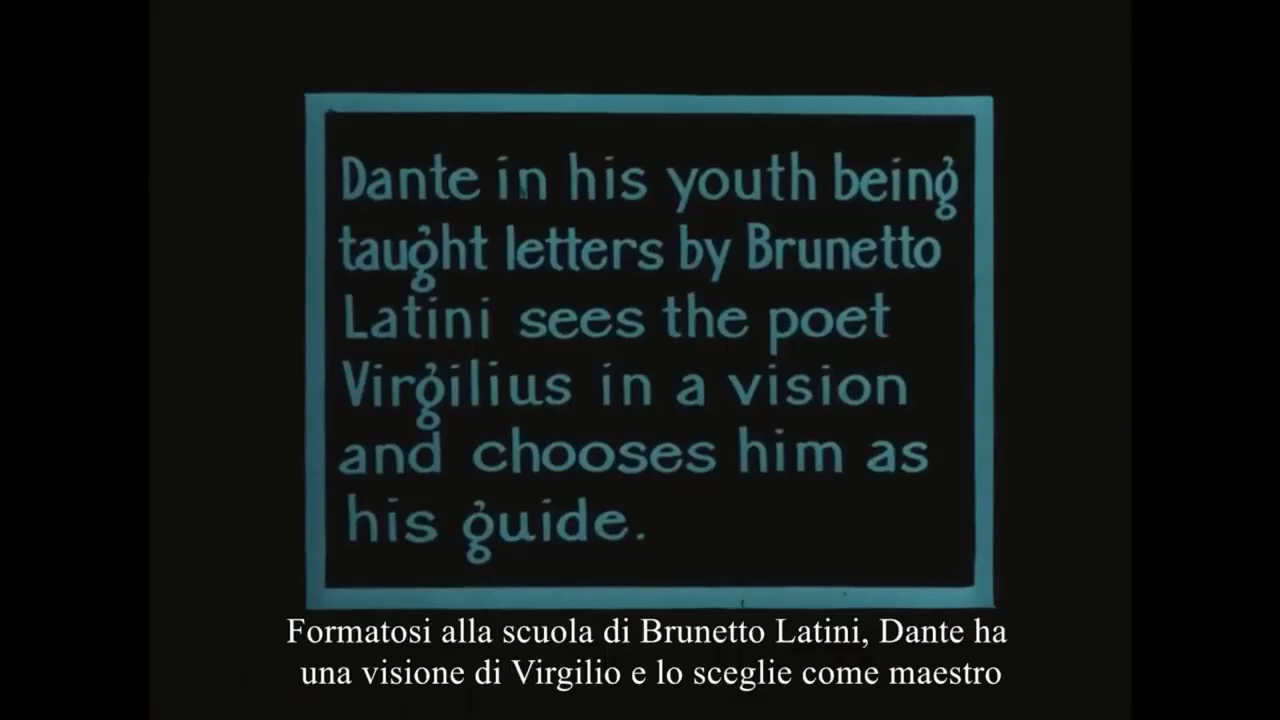 Dante in his youth being
taught letters by Brunetto
Latini sees the poet
Virgilius in a vision
and chooses him as
his guide.
Formatosi alla scuola di Brunetto Latini, Dante ha
una visione di Virgilio e lo sceglie come maestro